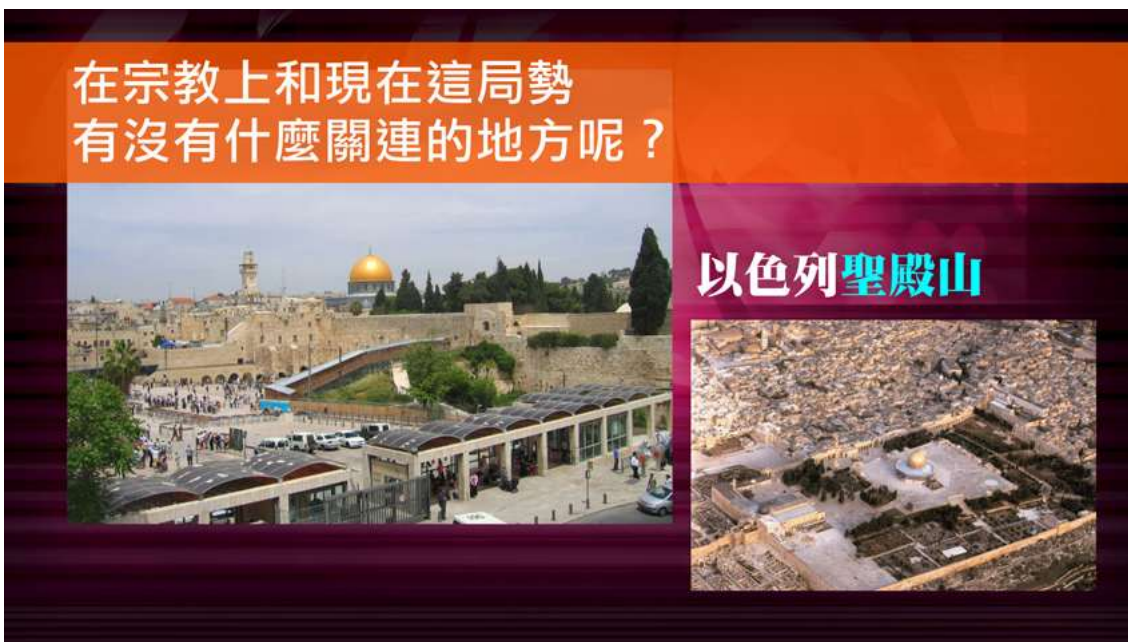 在宗教上和現在這局勢
有沒有什麼關連的地方呢？
以色列聖殿山